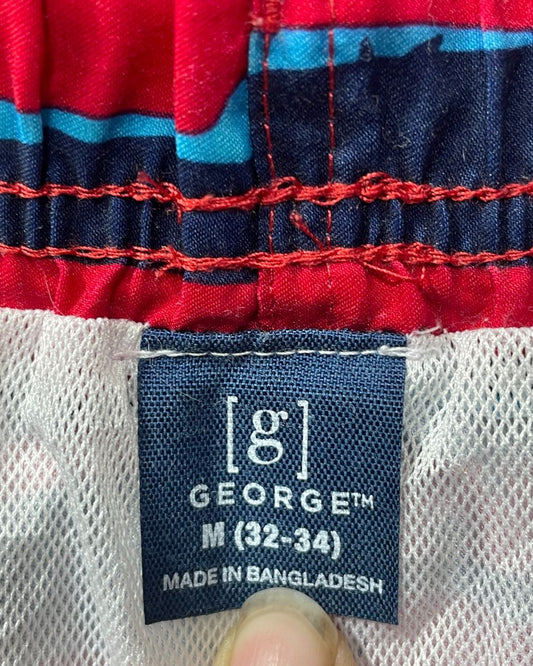 [g]
GEORGE™
M (32-34)
MADE IN BANGLADESH